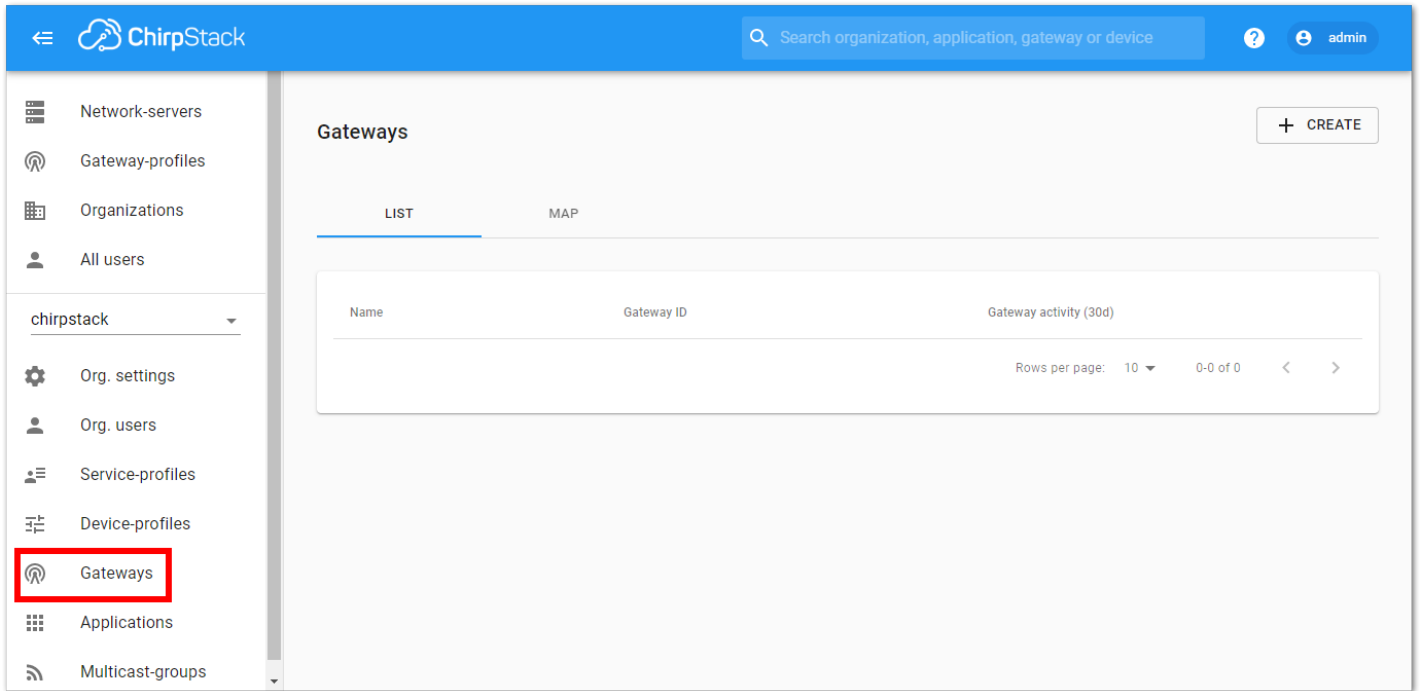 ChirpStack
Search organization, application, gateway or device
? admin
Network-servers
Gateway-profiles
Organizations
All users
chirpstack
Org. settings
Org. users
Service-profiles
Device-profiles
Gateways
Applications
Multicast-groups
Gateways
+ CREATE
LIST MAP
Name Gateway ID Gateway activity (30d)
Rows per page: 10 0-0 of 0